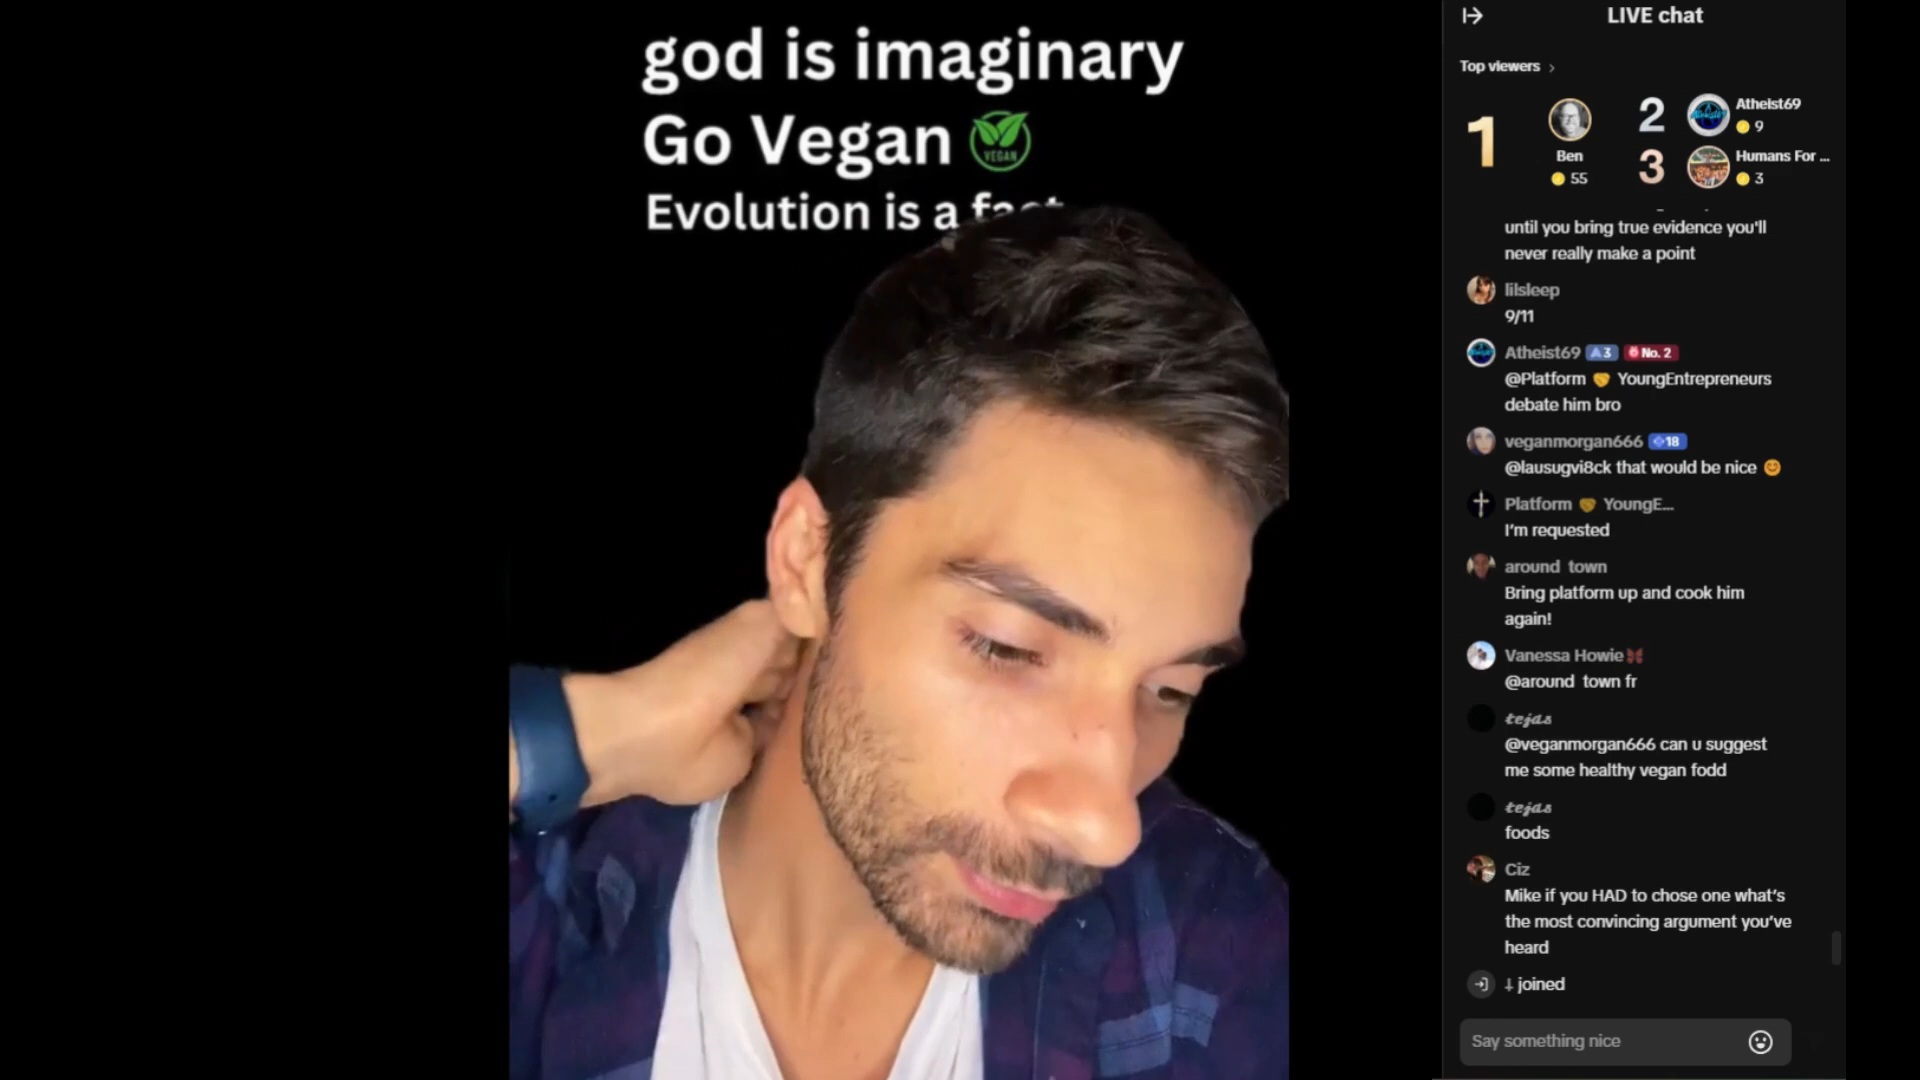 god is imaginary
Go Vegan
VEGAN
Evolution is a fact
LIVE chat
Top viewers
1
Ben
55
2
Atheist69
9
3
Humans For ...
3
until you bring true evidence you'll
never really make a point
lilsleep
9/11
Atheist69 3 No. 2
@Platform 🤜 YoungEntrepreneurs
debate him bro
veganmorgan666 18
@lausugvi8ck that would be nice 😊
Platform 🤜 YoungE...
I'm requested
around town
Bring platform up and cook him
again!
Vanessa Howie
@around town fr
𝓽𝓮𝓳𝓪𝓼
@veganmorgan666 can u suggest
me some healthy vegan fodd
𝓽𝓮𝓳𝓪𝓼
foods
Ciz
Mike if you HAD to chose one what's
the most convincing argument you've
heard
joined
Say something nice